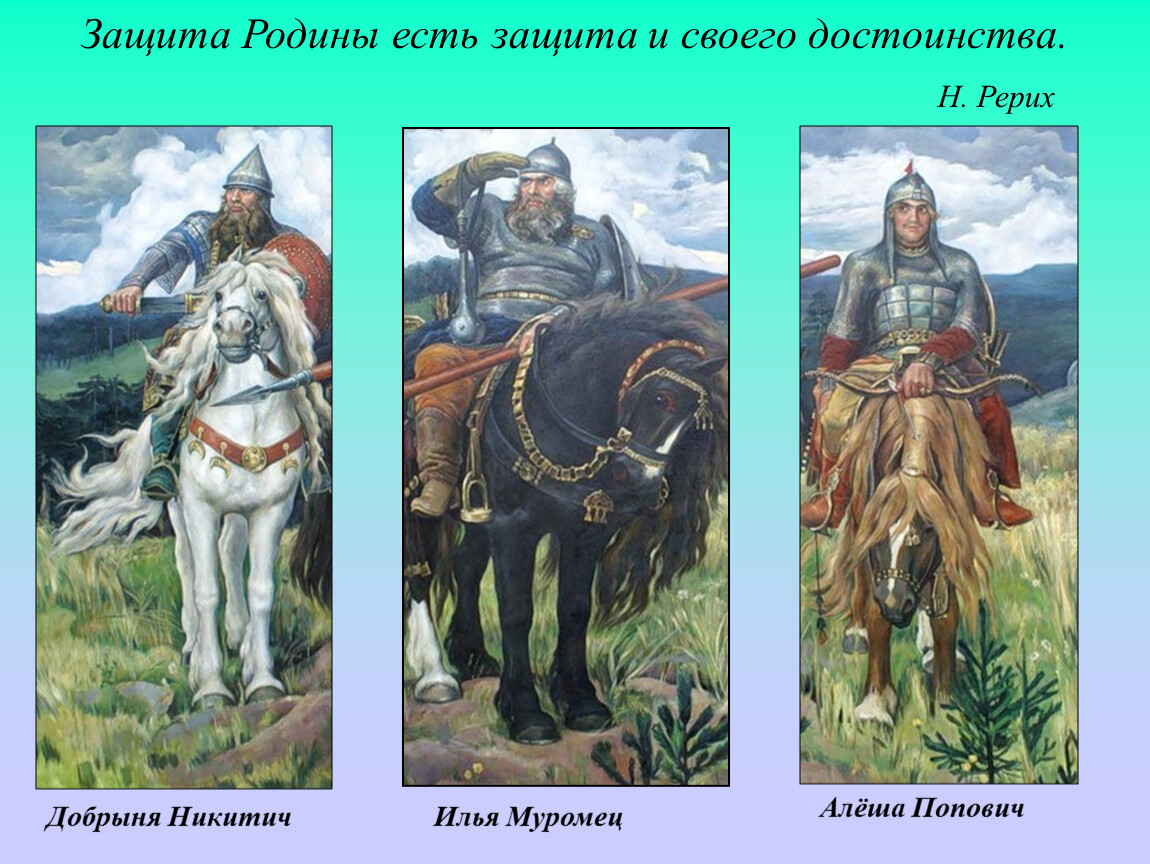 Защита Родины есть защита и своего достоинства.
Н. Рерих
Добрыня Никитич
Илья Муромец
Алёша Попович